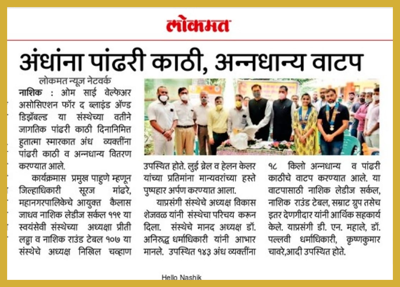 लोकमत
अंधांना पांढरी काठी, अन्नधान्य वाटप
लोकमत न्यूज नेटवर्क
नाशिक : ओम साई वेल्फेअर
असोसिएशन फॉर द ब्लाइंड ॲण्ड
डिझॅबल्ड या संस्थेच्या वतीने
जागतिक पांढरी काठी दिनानिमित्त
हुतात्मा स्मारकात अंध व्यक्तींना
पांढरी काठी व अन्नधान्य वितरण
करण्यात आले.
कार्यक्रमास प्रमुख पाहुणे म्हणून
जिल्हाधिकारी सूरज मांढरे,
महानगरपालिकेचे आयुक्त कैलास
जाधव नाशिक लेडीज सर्कल ११९ या
स्वयंसेवी संस्थेच्या अध्यक्षा प्रीती
लढ्ढा व नाशिक राउंड टेबल १०७ या
संस्थेचे अध्यक्ष निखिल चव्हाण
उपस्थित होते. लुई ब्रेल व हेलन केलर
यांच्या प्रतिमांना मान्यवरांच्या हस्ते
पुष्पहार अर्पण करण्यात आला.
याप्रसंगी संस्थेचे अध्यक्ष विकास
शेजवळ यांनी संस्थेचा परिचय करून
दिला. संस्थेचे मानद अध्यक्ष डॉ.
अनिरुद्ध धर्माधिकारी यांनी आभार
मानले. उपस्थित १४३ अंध व्यक्तींना
१८ किलो अन्नधान्य व पांढरी
काठीचे वाटप करण्यात आले. या
वाटपासाठी नाशिक लेडीज सर्कल,
नाशिक राउंड टेबल, सम्राट ग्रुप तसेच
इतर देणगीदार यांनी आर्थिक सहकार्य
केले. याप्रसंगी डी. एन. महाले, डॉ.
पल्लवी धर्माधिकारी, कृष्णकुमार
चावरे,आदी उपस्थित होते.
Hello Nashik